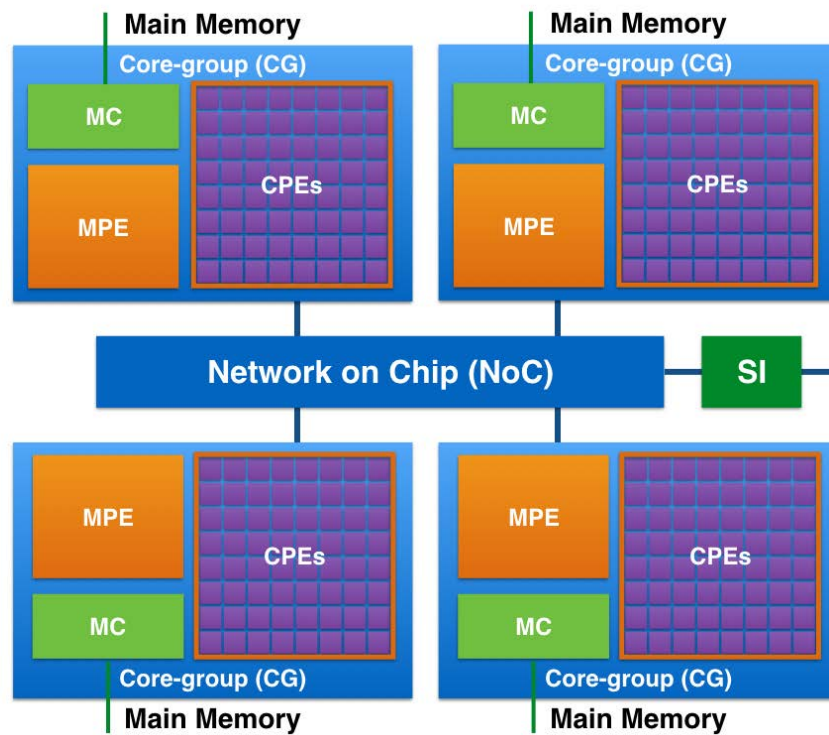 Main Memory
Core-group (CG)
MC
MPE
CPEs
Main Memory
Core-group (CG)
MC
MPE
CPEs
Network on Chip (NoC)
SI
MPE
CPEs
MC
Core-group (CG)
Main Memory
MPE
CPEs
MC
Core-group (CG)
Main Memory